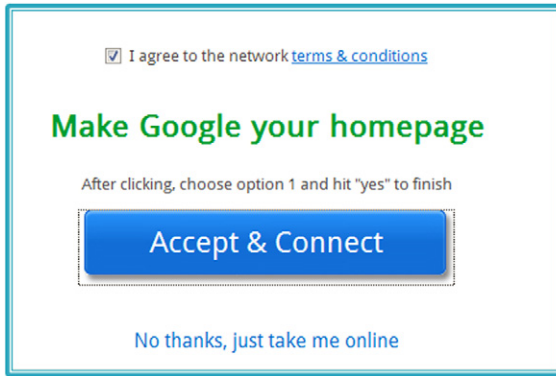 I agree to the network terms & conditions
Make Google your homepage
After clicking, choose option 1 and hit "yes" to finish
Accept & Connect
No thanks, just take me online